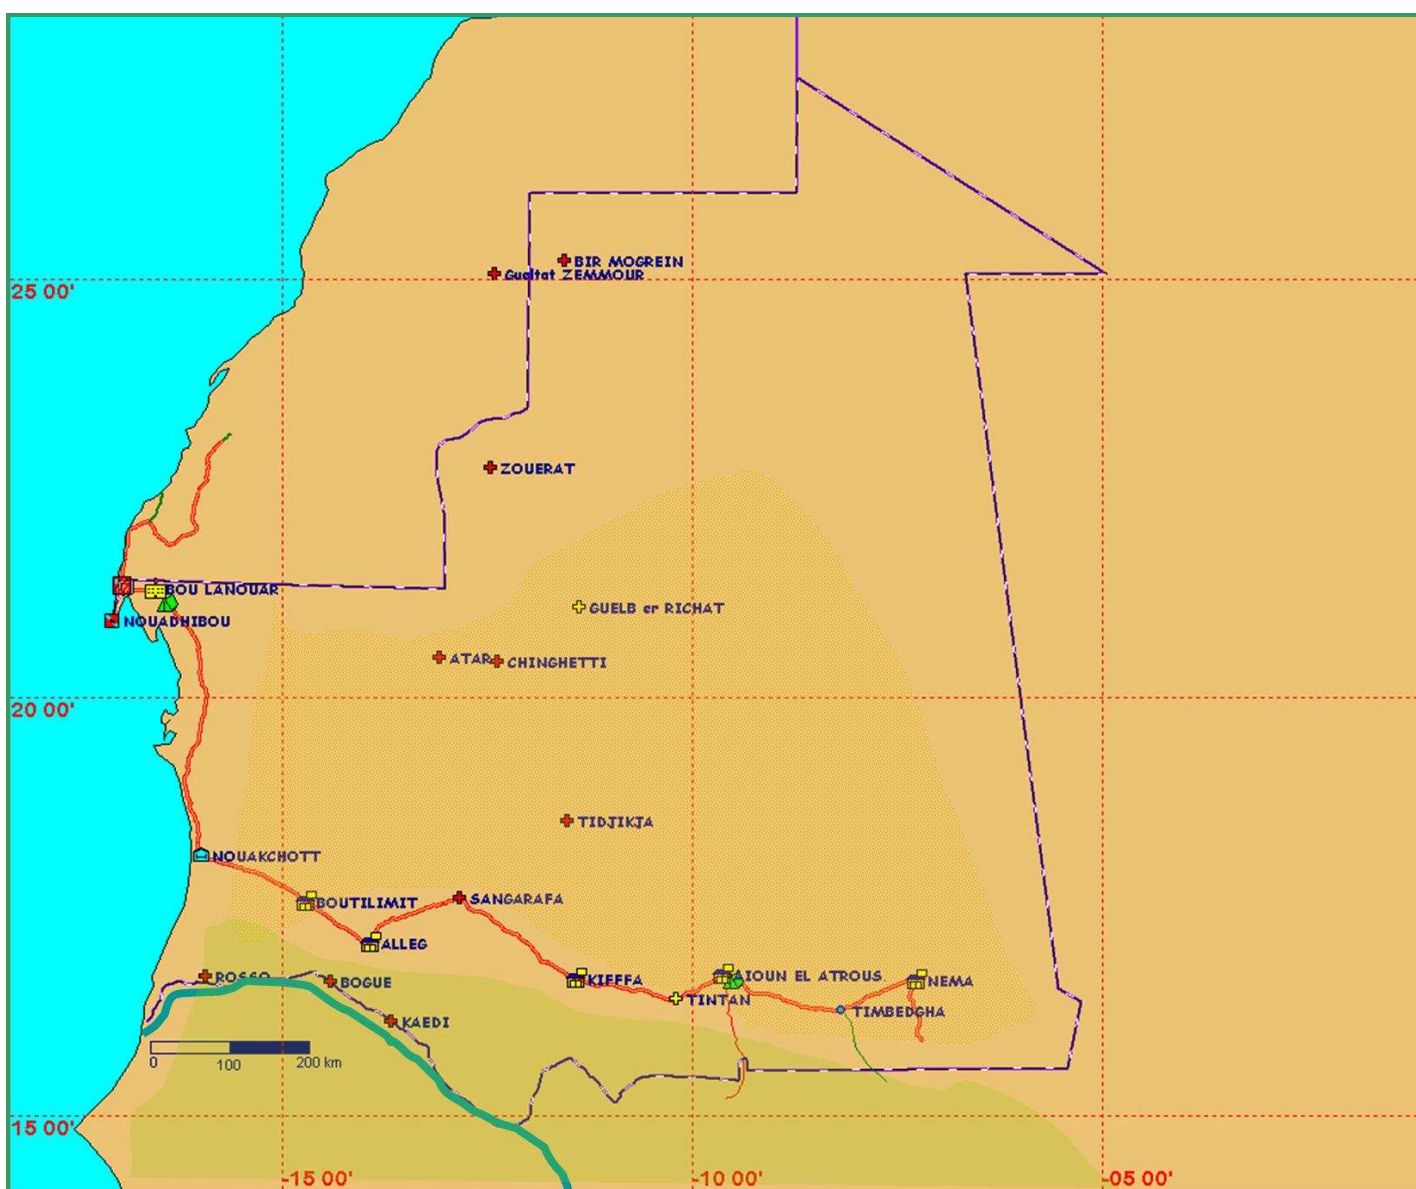 BIR MOGREIN
Gueltat ZEMMOUR
25 00'
ZOUERAT
BOU LANOUAR
GUELB er RICHAT
NOUADHIBOU
ATAR
CHINGHETTI
20 00'
TIDJIKJA
NOUAKCHOTT
SANGARAFA
BOUTILIMIT
ALLEG
ROSSO
BOGUE
KIFFFA
AIOUN EL ATROUS
NEMA
TINTAN
TIMBEDGHA
KAEDI
0 100 200 km
15 00'
-15 00' -10 00' -05 00'